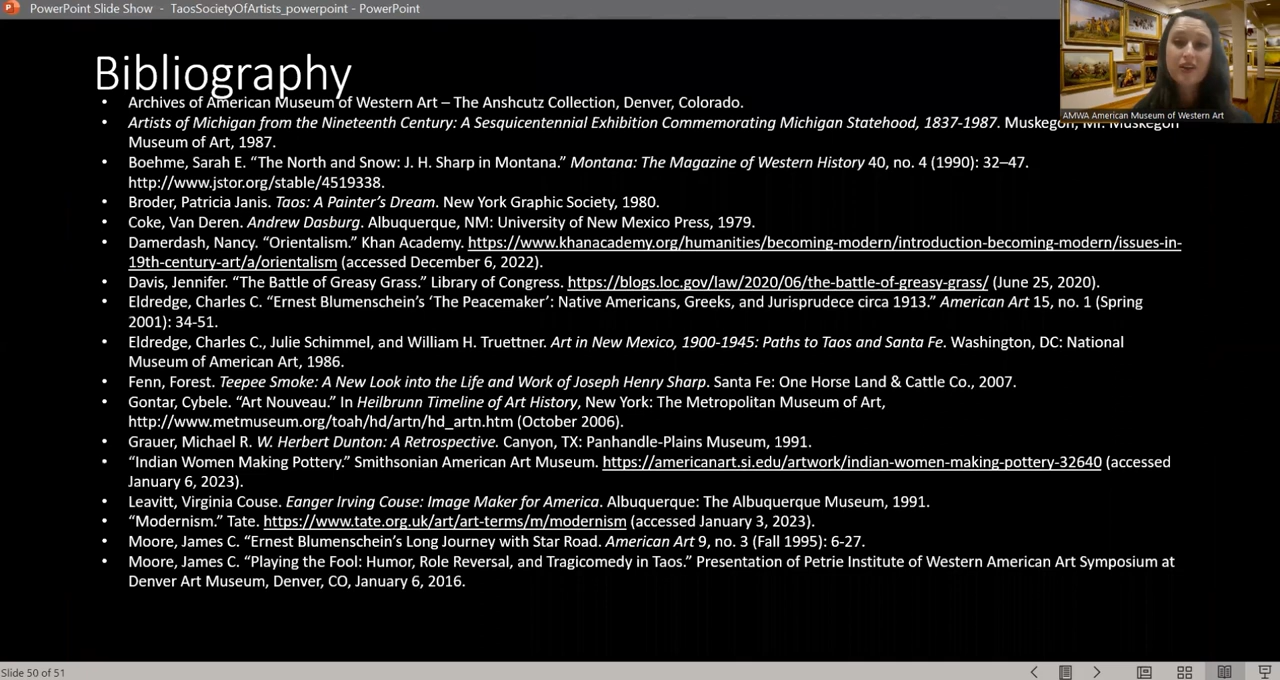 PowerPoint Slide Show - TaosSocietyOfArtists_powerpoint - PowerPoint
AMWA American Museum of Western Art
Bibliography
• Archives of American Museum of Western Art – The Anshcutz Collection, Denver, Colorado.
• Artists of Michigan from the Nineteenth Century: A Sesquicentennial Exhibition Commemorating Michigan Statehood, 1837-1987. Muskegon, MI: Muskegon
Museum of Art, 1987.
• Boehme, Sarah E. “The North and Snow: J. H. Sharp in Montana.” Montana: The Magazine of Western History 40, no. 4 (1990): 32–47.
http://www.jstor.org/stable/4519338.
• Broder, Patricia Janis. Taos: A Painter’s Dream. New York Graphic Society, 1980.
• Coke, Van Deren. Andrew Dasburg. Albuquerque, NM: University of New Mexico Press, 1979.
• Damerdash, Nancy. “Orientalism.” Khan Academy. https://www.khanacademy.org/humanities/becoming-modern/introduction-becoming-modern/issues-in-
19th-century-art/a/orientalism (accessed December 6, 2022).
• Davis, Jennifer. “The Battle of Greasy Grass.” Library of Congress. https://blogs.loc.gov/law/2020/06/the-battle-of-greasy-grass/ (June 25, 2020).
• Eldredge, Charles C. “Ernest Blumenschein’s ‘The Peacemaker’: Native Americans, Greeks, and Jurisprudece circa 1913.” American Art 15, no. 1 (Spring
2001): 34-51.
• Eldredge, Charles C., Julie Schimmel, and William H. Truettner. Art in New Mexico, 1900-1945: Paths to Taos and Santa Fe. Washington, DC: National
Museum of American Art, 1986.
• Fenn, Forest. Teepee Smoke: A New Look into the Life and Work of Joseph Henry Sharp. Santa Fe: One Horse Land & Cattle Co., 2007.
• Gontar, Cybele. “Art Nouveau.” In Heilbrunn Timeline of Art History, New York: The Metropolitan Museum of Art,
http://www.metmuseum.org/toah/hd/artn/hd_artn.htm (October 2006).
• Grauer, Michael R. W. Herbert Dunton: A Retrospective. Canyon, TX: Panhandle-Plains Museum, 1991.
• “Indian Women Making Pottery.” Smithsonian American Art Museum. https://americanart.si.edu/artwork/indian-women-making-pottery-32640 (accessed
January 6, 2023).
• Leavitt, Virginia Couse. Eanger Irving Couse: Image Maker for America. Albuquerque: The Albuquerque Museum, 1991.
• “Modernism.” Tate. https://www.tate.org.uk/art/art-terms/m/modernism (accessed January 3, 2023).
• Moore, James C. “Ernest Blumenschein’s Long Journey with Star Road. American Art 9, no. 3 (Fall 1995): 6-27.
• Moore, James C. “Playing the Fool: Humor, Role Reversal, and Tragicomedy in Taos.” Presentation of Petrie Institute of Western American Art Symposium at
Denver Art Museum, Denver, CO, January 6, 2016.
Slide 50 of 51